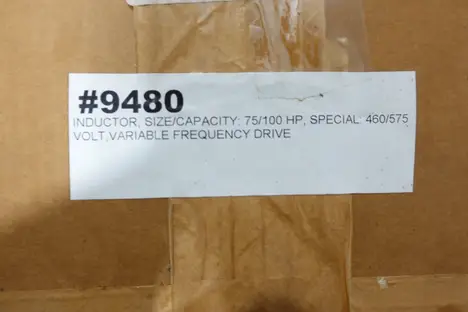 #9480
INDUCTOR, SIZE/CAPACITY: 75/100 HP, SPECIAL: 460/575
VOLT,VARIABLE FREQUENCY DRIVE